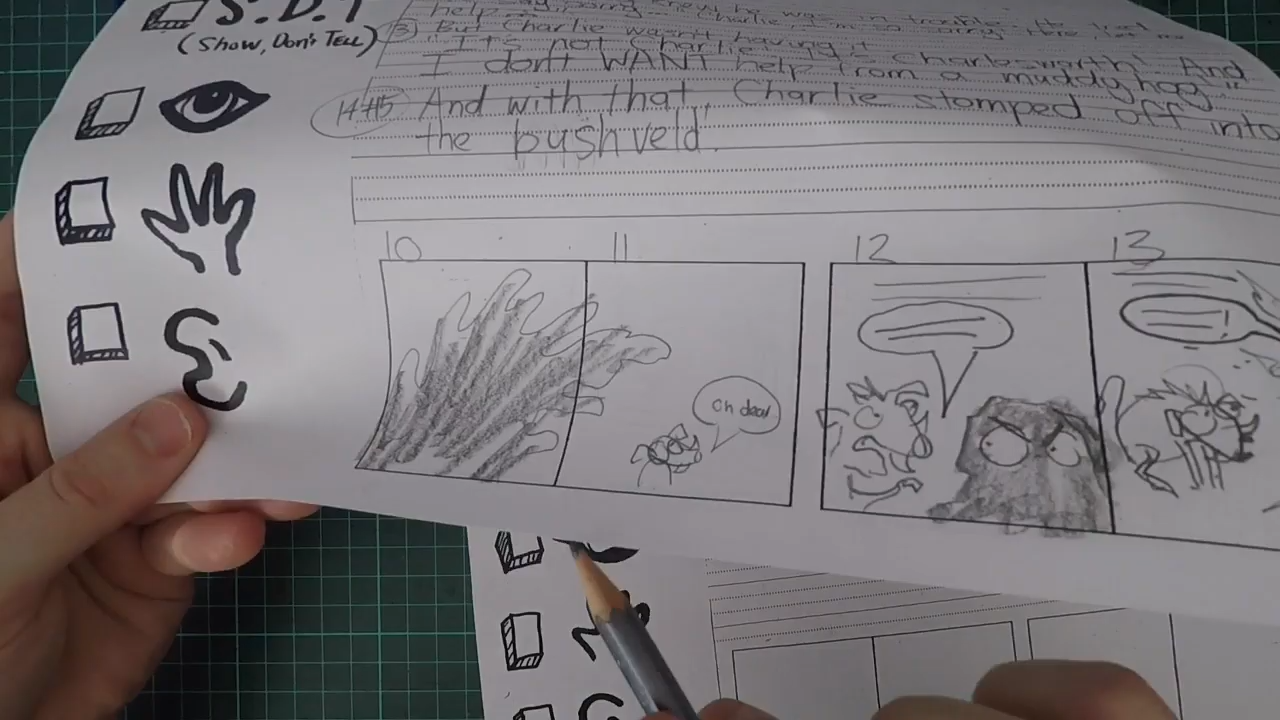 S.D.T
(Show, Don't Tell)
help
But Charlie wasn't having it
"It's not Charlie - Charlesworth! And
I don't WANT help from a muddy hog"
14 #15 And with that, Charlie stomped off into
the bushveld.
10
11
12
13
Oh dear